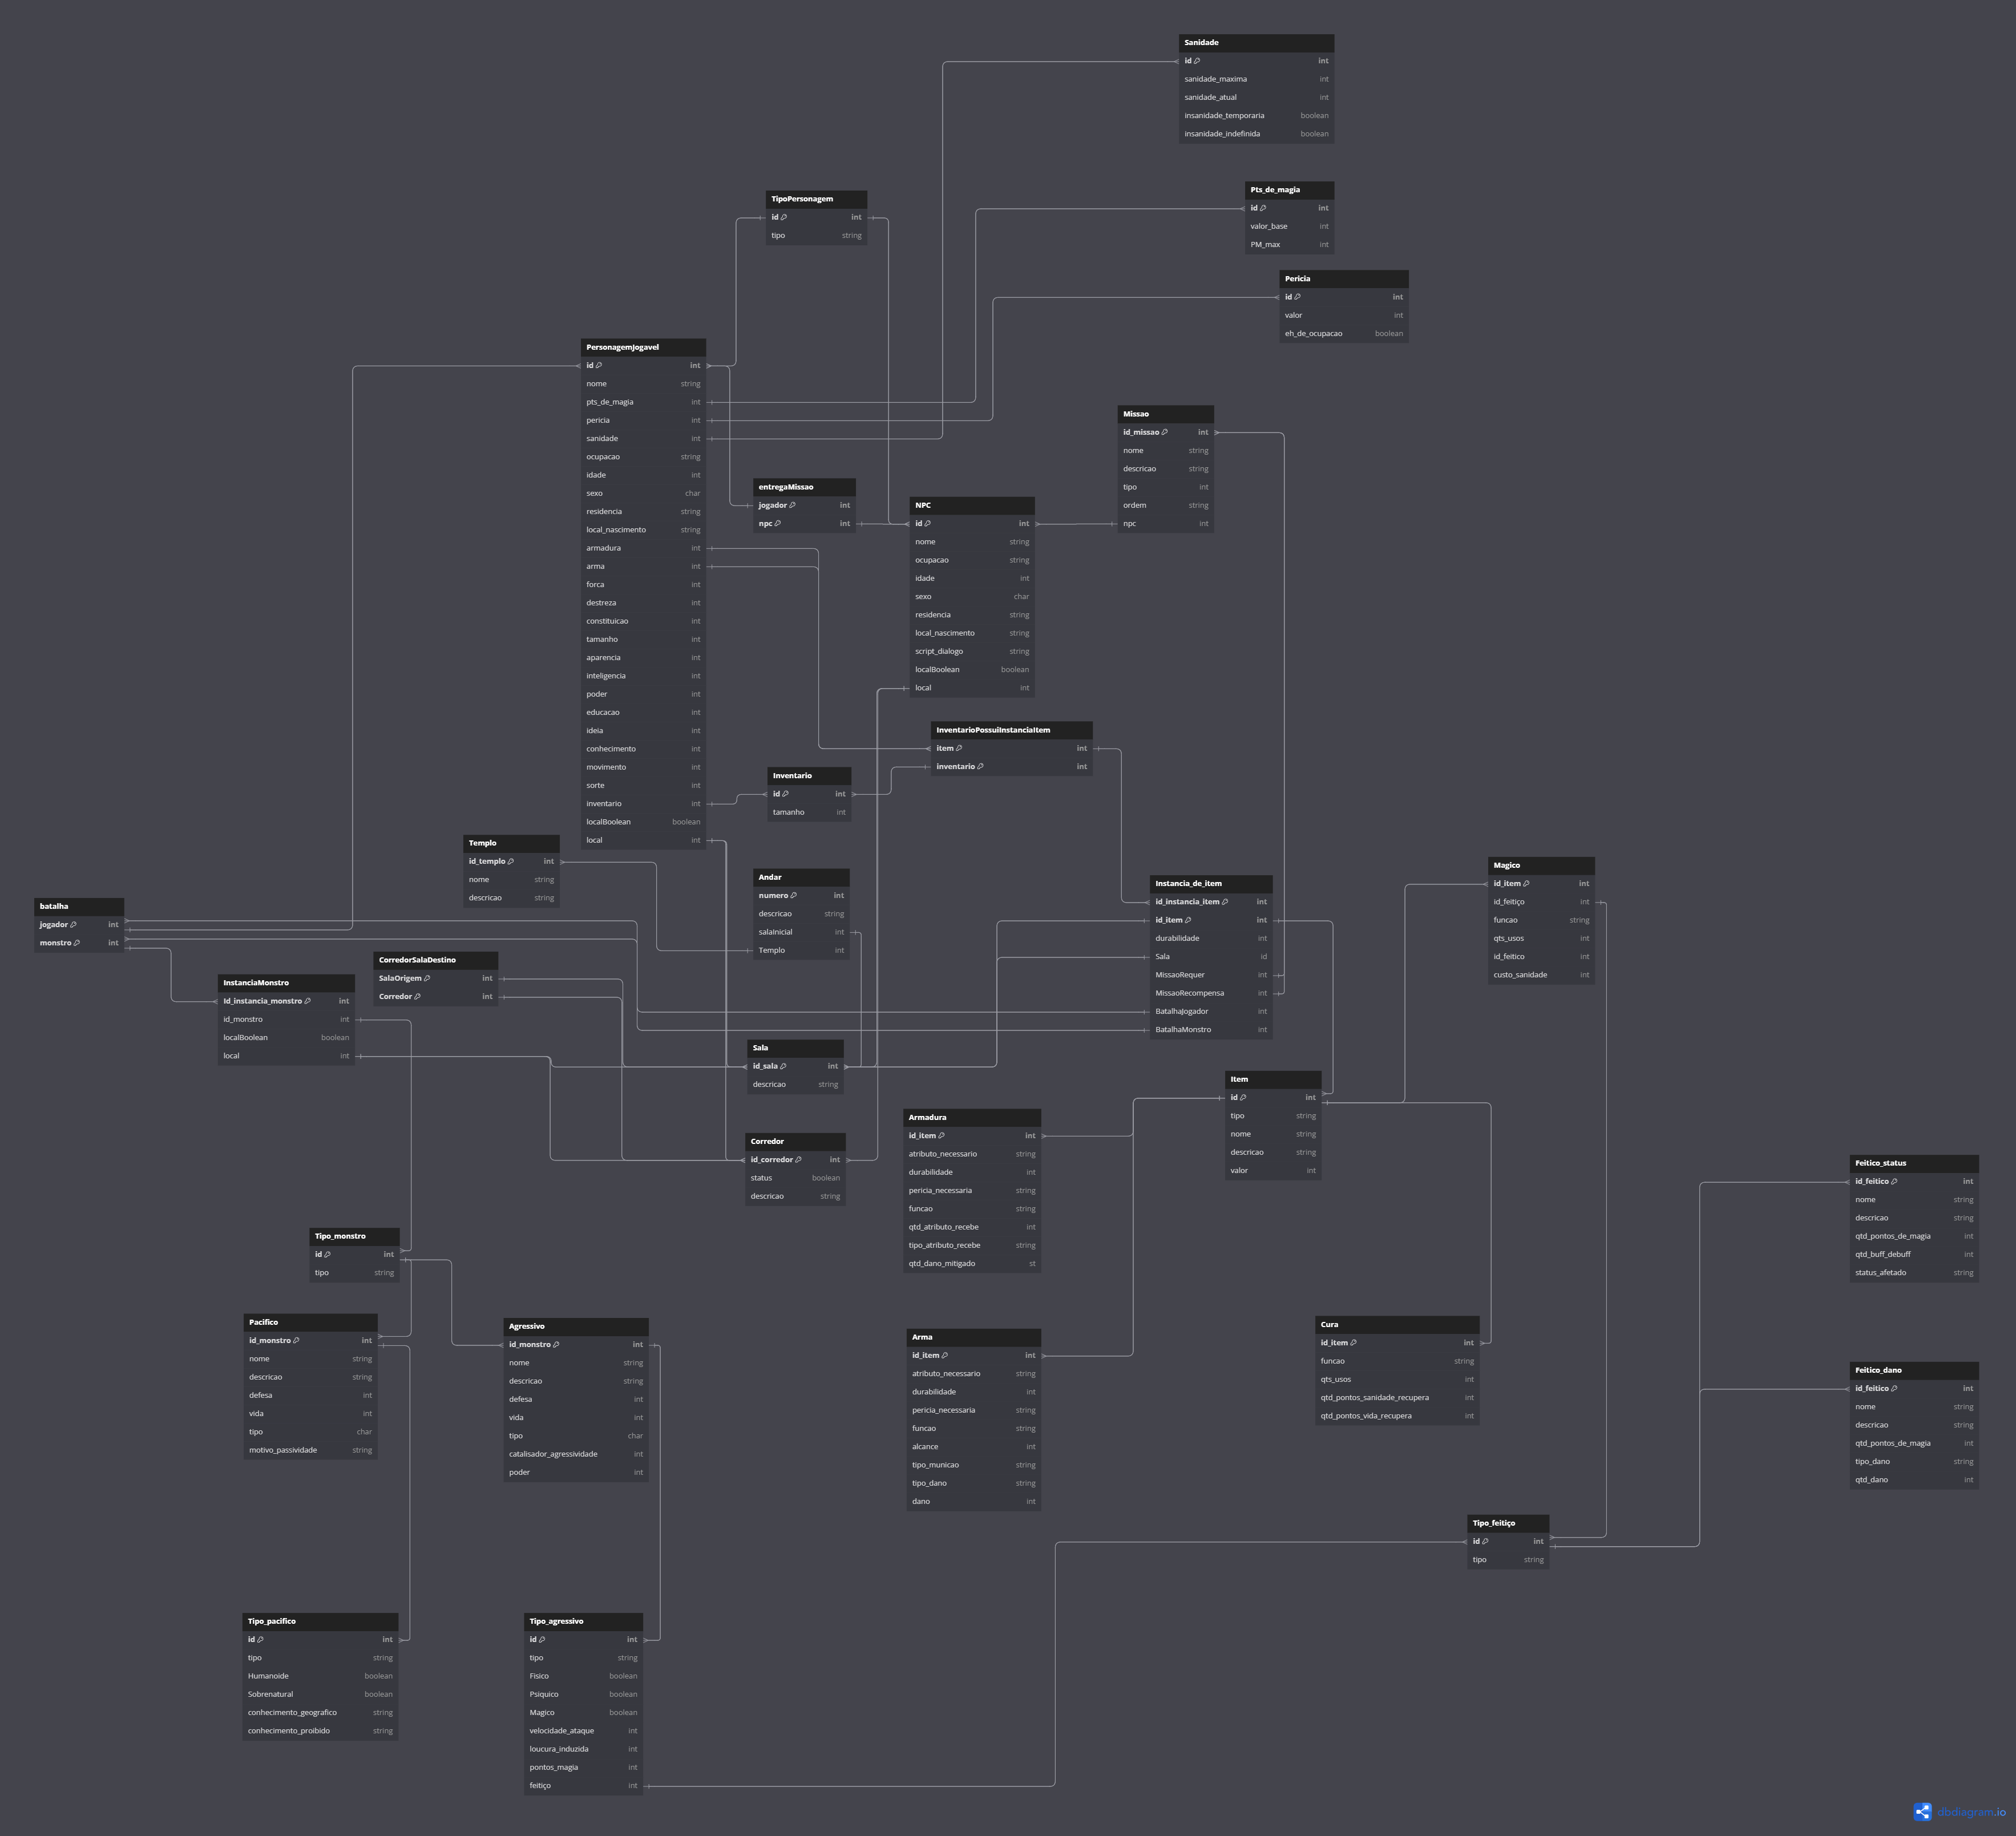 Sanidade
id int
sanidade_maxima int
sanidade_atual int
insanidade_temporaria boolean
insanidade_indefinida boolean
Pts_de_magia
id int
valor_base int
PM_max int
TipoPersonagem
id int
tipo string
Pericia
id int
valor int
eh_de_ocupacao boolean
PersonagemJogavel
id int
nome string
pts_de_magia int
pericia int
sanidade int
ocupacao string
idade int
sexo char
residencia string
local_nascimento string
armadura int
arma int
forca int
destreza int
constituicao int
tamanho int
aparencia int
inteligencia int
poder int
educacao int
ideia int
conhecimento int
movimento int
sorte int
inventario int
localBoolean boolean
local int
Missao
id_missao int
nome string
descricao string
tipo int
ordem string
npc int
entregaMissao
jogador int
npc int
NPC
id int
nome string
ocupacao string
idade int
sexo char
residencia string
local_nascimento string
script_dialogo string
localBoolean boolean
local int
InventarioPossuiInstanciaItem
item int
inventario int
Inventario
id int
tamanho int
Templo
id_templo int
nome string
descricao string
Andar
numero int
descricao string
salaInicial int
Templo int
Instancia_de_item
id_instancia_item int
id_item int
durabilidade int
Sala id
MissaoRequer int
MissaoRecompensa int
BatalhaJogador int
BatalhaMonstro int
Magico
id_item int
id_feitiço int
funcao string
qts_usos int
id_feitico int
custo_sanidade int
batalha
jogador int
monstro int
CorredorSalaDestino
SalaOrigem int
Corredor int
InstanciaMonstro
Id_instancia_monstro int
id_monstro int
localBoolean boolean
local int
Sala
id_sala int
descricao string
Item
id int
tipo string
nome string
descricao string
valor int
Armadura
id_item int
atributo_necessario string
durabilidade int
pericia_necessaria string
funcao string
qtd_atributo_recebe int
tipo_atributo_recebe string
qtd_dano_mitigado st
Corredor
id_corredor int
status boolean
descricao string
Feitico_status
id_feitico int
nome string
descricao string
qtd_pontos_de_magia int
qtd_buff_debuff int
status_afetado string
Tipo_monstro
id int
tipo string
Pacifico
id_monstro int
nome string
descricao string
defesa int
vida int
tipo char
motivo_passividade string
Agressivo
id_monstro int
nome string
descricao string
defesa int
vida int
tipo char
catalisador_agressividade int
poder int
Arma
id_item int
atributo_necessario string
durabilidade int
pericia_necessaria string
funcao string
alcance int
tipo_municao string
tipo_dano string
dano int
Cura
id_item int
funcao string
qts_usos int
qtd_pontos_sanidade_recupera int
qtd_pontos_vida_recupera int
Feitico_dano
id_feitico int
nome string
descricao string
qtd_pontos_de_magia int
tipo_dano string
qtd_dano int
Tipo_feitiço
id int
tipo string
Tipo_pacifico
id int
tipo string
Humanoide boolean
Sobrenatural boolean
conhecimento_geografico string
conhecimento_proibido string
Tipo_agressivo
id int
tipo string
Fisico boolean
Psiquico boolean
Magico boolean
velocidade_ataque int
loucura_induzida int
pontos_magia int
feitiço int
dbdiagram.io